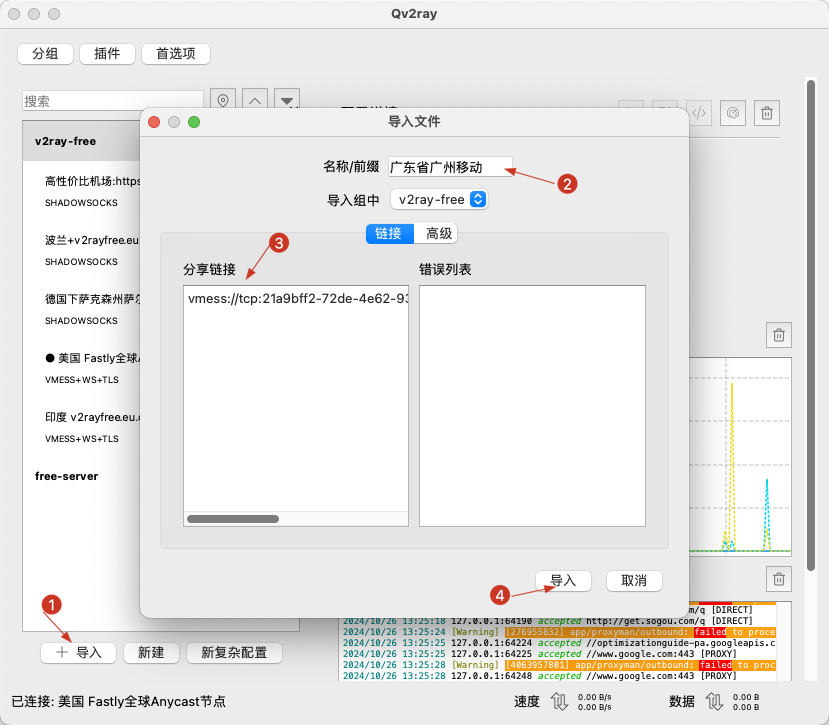 Qv2ray
分组 插件 首选项
搜索
v2ray-free
高性价比机场:https
SHADOWSOCKS
波兰+v2rayfree.eu
SHADOWSOCKS
德国下萨克森州萨尔
SHADOWSOCKS
● 美国 Fastly全球A
VMESS+WS+TLS
印度 v2rayfree.eu.
VMESS+WS+TLS
free-server
1
+ 导入 新建 新复杂配置
导入文件
名称/前缀 广东省广州移动
2
导入组中 v2ray-free
链接 高级
3
分享链接 错误列表
vmess://tcp:21a9bff2-72de-4e62-93
4
导入 取消
2024/10/26 13:25:18 127.0.0.1:64190 accepted http://get.sogou.com/q [DIRECT]
2024/10/26 13:25:24 [Warning] [276955832] app/proxyman/outbound: failed to proce
2024/10/26 13:25:25 127.0.0.1:64224 accepted //optimizationguide-pa.googleapis.c
2024/10/26 13:25:25 127.0.0.1:64225 accepted //www.google.com:443 [PROXY]
2024/10/26 13:25:28 [Warning] [4063957801] app/proxyman/outbound: failed to proc
2024/10/26 13:25:28 127.0.0.1:64248 accepted //www.google.com:443 [PROXY]
已连接: 美国 Fastly全球Anycast节点
速度 0.00 B/s 0.00 B/s 数据 0.00 B 0.00 B